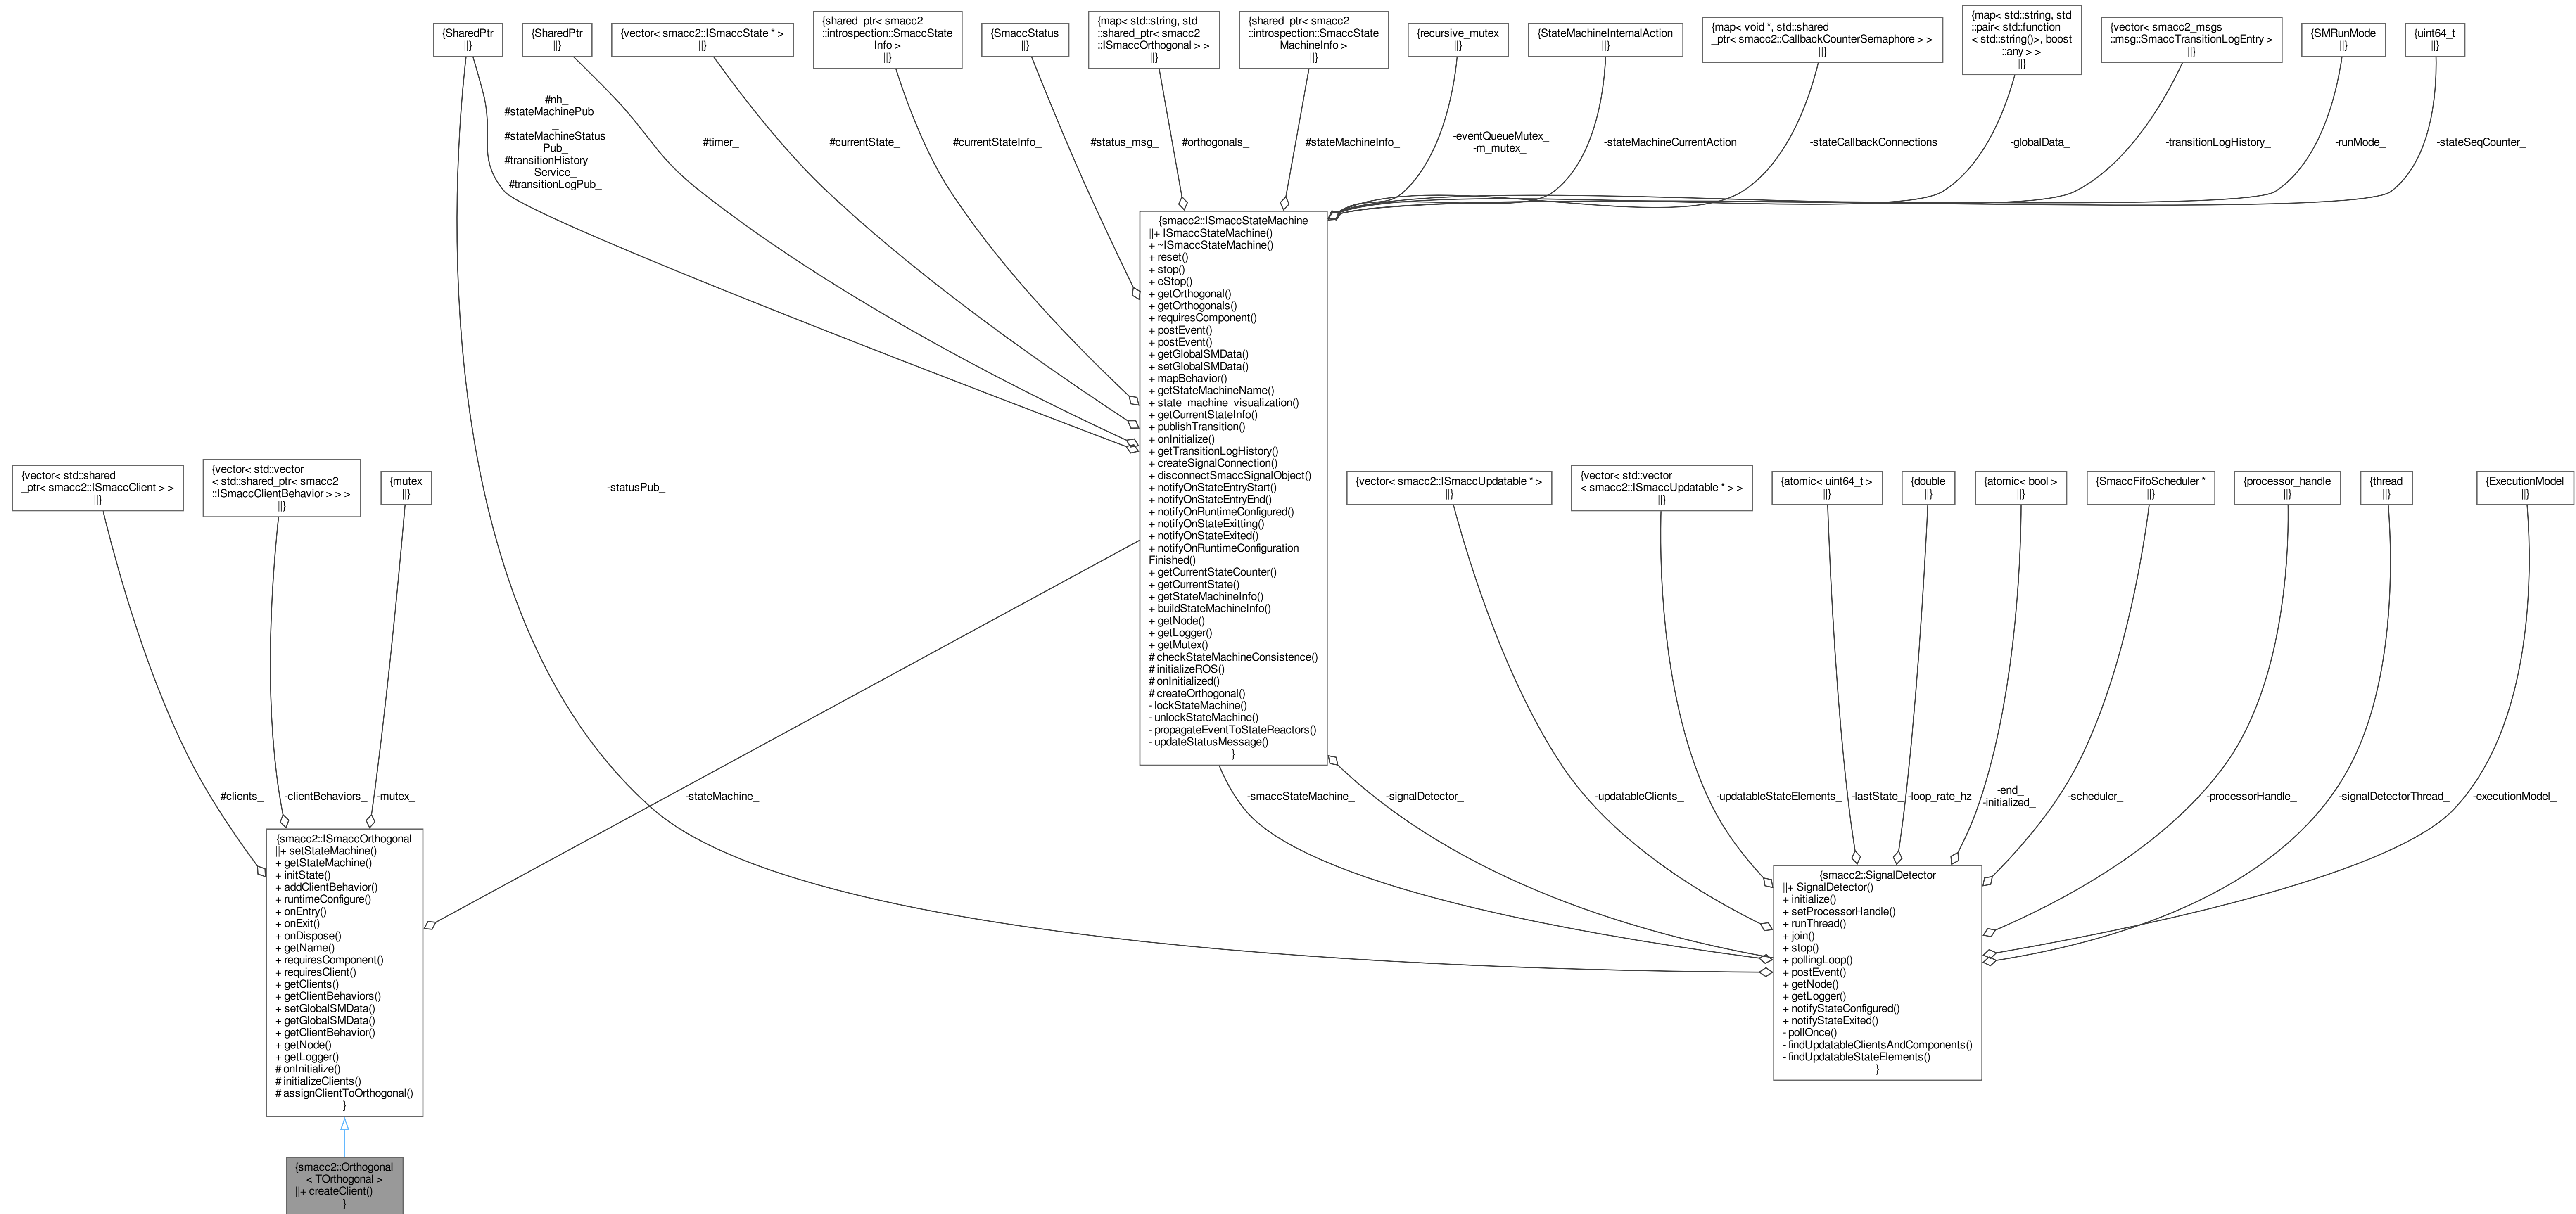 {SharedPtr
||}
{SharedPtr
||}
{vector< smacc2::ISmaccState * >
||}
{shared_ptr< smacc2
::introspection::SmaccState
Info >
||}
{SmaccStatus
||}
{map< std::string, std
::shared_ptr< smacc2
::ISmaccOrthogonal > >
||}
{shared_ptr< smacc2
::introspection::SmaccState
MachineInfo >
||}
{recursive_mutex
||}
{StateMachineInternalAction
||}
{map< void *, std::shared
_ptr< smacc2::CallbackCounterSemaphore > >
||}
{map< std::string, std
::pair< std::function
< std::string()>, boost
::any > >
||}
{vector< smacc2_msgs
::msg::SmaccTransitionLogEntry >
||}
{SMRunMode
||}
{uint64_t
||}
#nh_
#stateMachinePub
_
#stateMachineStatus
Pub_
#transitionHistory
Service_
#transitionLogPub_
#timer_
#currentState_
#currentStateInfo_
#status_msg_
#orthogonals_
#stateMachineInfo_
-eventQueueMutex_
-m_mutex_
-stateMachineCurrentAction
-stateCallbackConnections
-globalData_
-transitionLogHistory_
-runMode_
-stateSeqCounter_
{smacc2::ISmaccStateMachine
||+ ISmaccStateMachine()
+ ~ISmaccStateMachine()
+ reset()
+ stop()
+ eStop()
+ getOrthogonal()
+ getOrthogonals()
+ requiresComponent()
+ postEvent()
+ postEvent()
+ getGlobalSMData()
+ setGlobalSMData()
+ mapBehavior()
+ getStateMachineName()
+ state_machine_visualization()
+ getCurrentStateInfo()
+ publishTransition()
+ onInitialize()
+ getTransitionLogHistory()
+ createSignalConnection()
+ disconnectSmaccSignalObject()
+ notifyOnStateEntryStart()
+ notifyOnStateEntryEnd()
+ notifyOnRuntimeConfigured()
+ notifyOnStateExitting()
+ notifyOnStateExited()
+ notifyOnRuntimeConfiguration
Finished()
+ getCurrentStateCounter()
+ getCurrentState()
+ getStateMachineInfo()
+ buildStateMachineInfo()
+ getNode()
+ getLogger()
+ getMutex()
# checkStateMachineConsistence()
# initializeROS()
# onInitialized()
# createOrthogonal()
- lockStateMachine()
- unlockStateMachine()
- propagateEventToStateReactors()
- updateStatusMessage()
}
{vector< std::shared
_ptr< smacc2::ISmaccClient > >
||}
{vector< std::vector
< std::shared_ptr< smacc2
::ISmaccClientBehavior > > >
||}
{mutex
||}
-statusPub_
{vector< smacc2::ISmaccUpdatable * >
||}
{vector< std::vector
< smacc2::ISmaccUpdatable * > >
||}
{atomic< uint64_t >
||}
{double
||}
{atomic< bool >
||}
{SmaccFifoScheduler *
||}
{processor_handle
||}
{thread
||}
{ExecutionModel
||}
#clients_
-clientBehaviors_
-mutex_
-stateMachine_
-smaccStateMachine_
-signalDetector_
-updatableClients_
-updatableStateElements_
-lastState_
-loop_rate_hz
-end_
-initialized_
-scheduler_
-processorHandle_
-signalDetectorThread_
-executionModel_
{smacc2::ISmaccOrthogonal
||+ setStateMachine()
+ getStateMachine()
+ initState()
+ addClientBehavior()
+ runtimeConfigure()
+ onEntry()
+ onExit()
+ onDispose()
+ getName()
+ requiresComponent()
+ requiresClient()
+ getClients()
+ getClientBehaviors()
+ setGlobalSMData()
+ getGlobalSMData()
+ getClientBehavior()
+ getNode()
+ getLogger()
# onInitialize()
# initializeClients()
# assignClientToOrthogonal()
}
{smacc2::SignalDetector
||+ SignalDetector()
+ initialize()
+ setProcessorHandle()
+ runThread()
+ join()
+ stop()
+ pollingLoop()
+ postEvent()
+ getNode()
+ getLogger()
+ notifyStateConfigured()
+ notifyStateExited()
- pollOnce()
- findUpdatableClientsAndComponents()
- findUpdatableStateElements()
}
{smacc2::Orthogonal
< TOrthogonal >
||+ createClient()
}